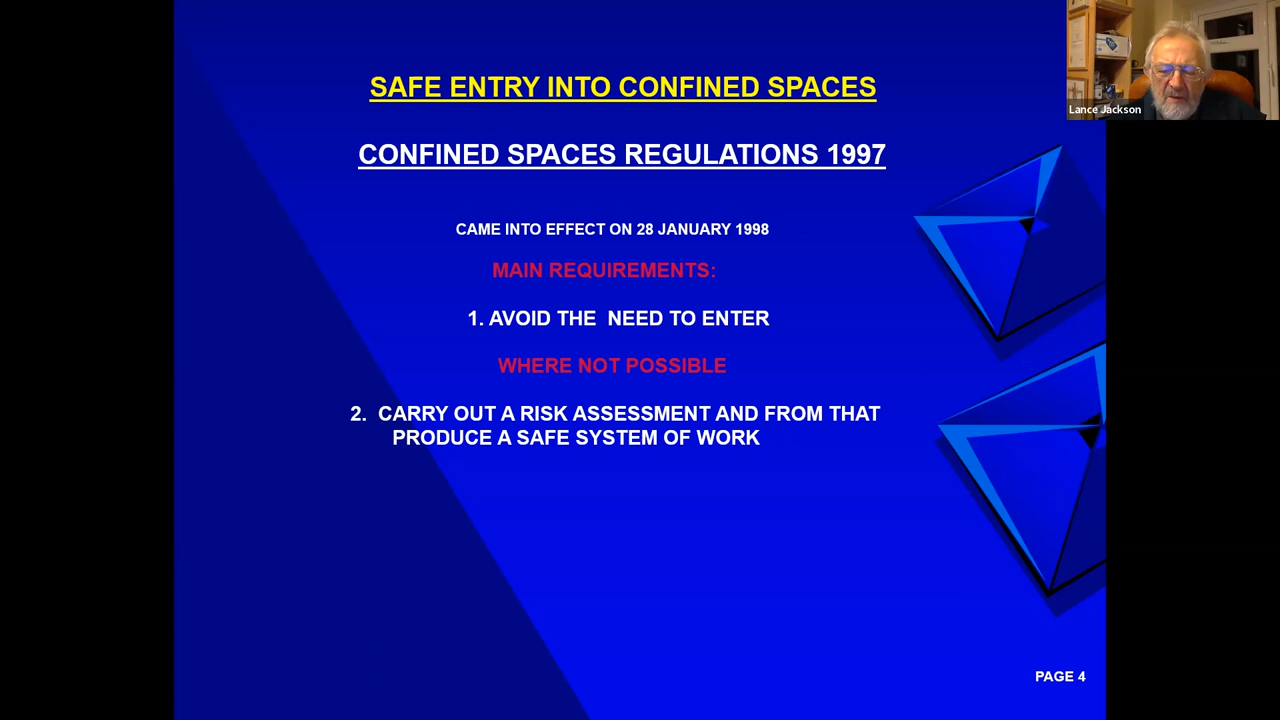 SAFE ENTRY INTO CONFINED SPACES
Lance Jackson
CONFINED SPACES REGULATIONS 1997
CAME INTO EFFECT ON 28 JANUARY 1998
MAIN REQUIREMENTS:
1. AVOID THE  NEED TO ENTER
WHERE NOT POSSIBLE
2.  CARRY OUT A RISK ASSESSMENT AND FROM THAT
PRODUCE A SAFE SYSTEM OF WORK
PAGE 4